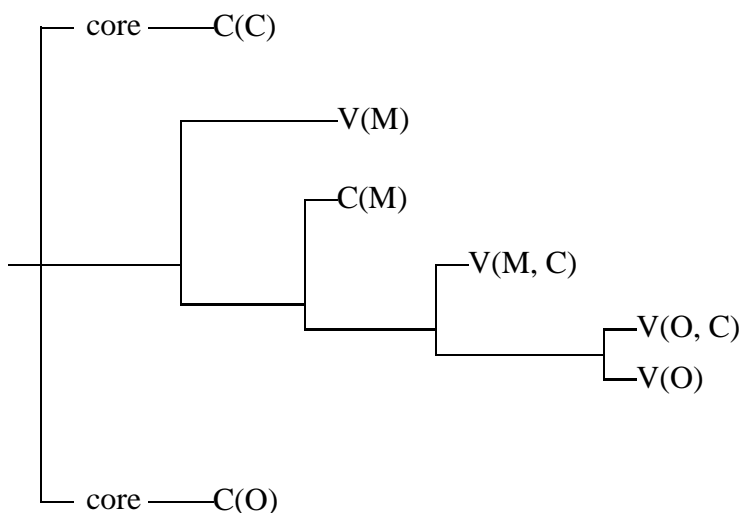 core C(C)
V(M)
C(M)
V(M, C)
V(O, C)
V(O)
core C(O)